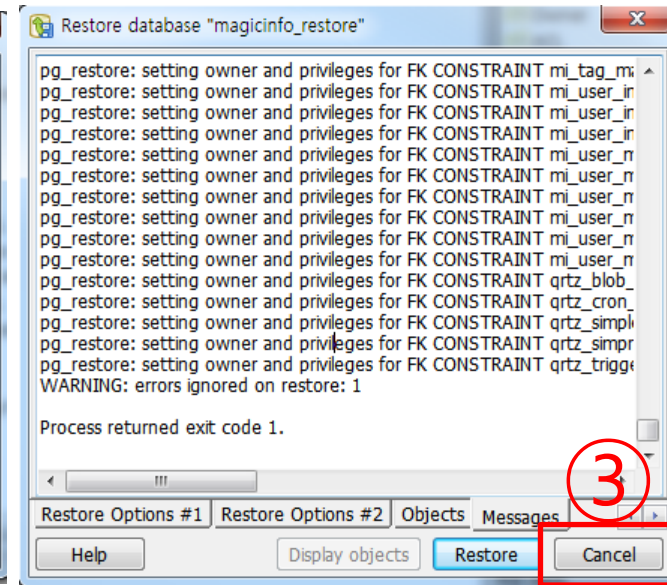 Restore database "magicinfo_restore"
pg_restore: setting owner and privileges for FK CONSTRAINT mi_tag_ma
pg_restore: setting owner and privileges for FK CONSTRAINT mi_user_in
pg_restore: setting owner and privileges for FK CONSTRAINT mi_user_in
pg_restore: setting owner and privileges for FK CONSTRAINT mi_user_in
pg_restore: setting owner and privileges for FK CONSTRAINT mi_user_m
pg_restore: setting owner and privileges for FK CONSTRAINT mi_user_m
pg_restore: setting owner and privileges for FK CONSTRAINT mi_user_m
pg_restore: setting owner and privileges for FK CONSTRAINT mi_user_m
pg_restore: setting owner and privileges for FK CONSTRAINT mi_user_m
pg_restore: setting owner and privileges for FK CONSTRAINT mi_user_m
pg_restore: setting owner and privileges for FK CONSTRAINT qrtz_blob_
pg_restore: setting owner and privileges for FK CONSTRAINT qrtz_cron_
pg_restore: setting owner and privileges for FK CONSTRAINT qrtz_simple
pg_restore: setting owner and privileges for FK CONSTRAINT qrtz_simpr
pg_restore: setting owner and privileges for FK CONSTRAINT qrtz_trigge
WARNING: errors ignored on restore: 1
Process returned exit code 1.
③
Restore Options #1 Restore Options #2 Objects Messages
Help Display objects Restore Cancel